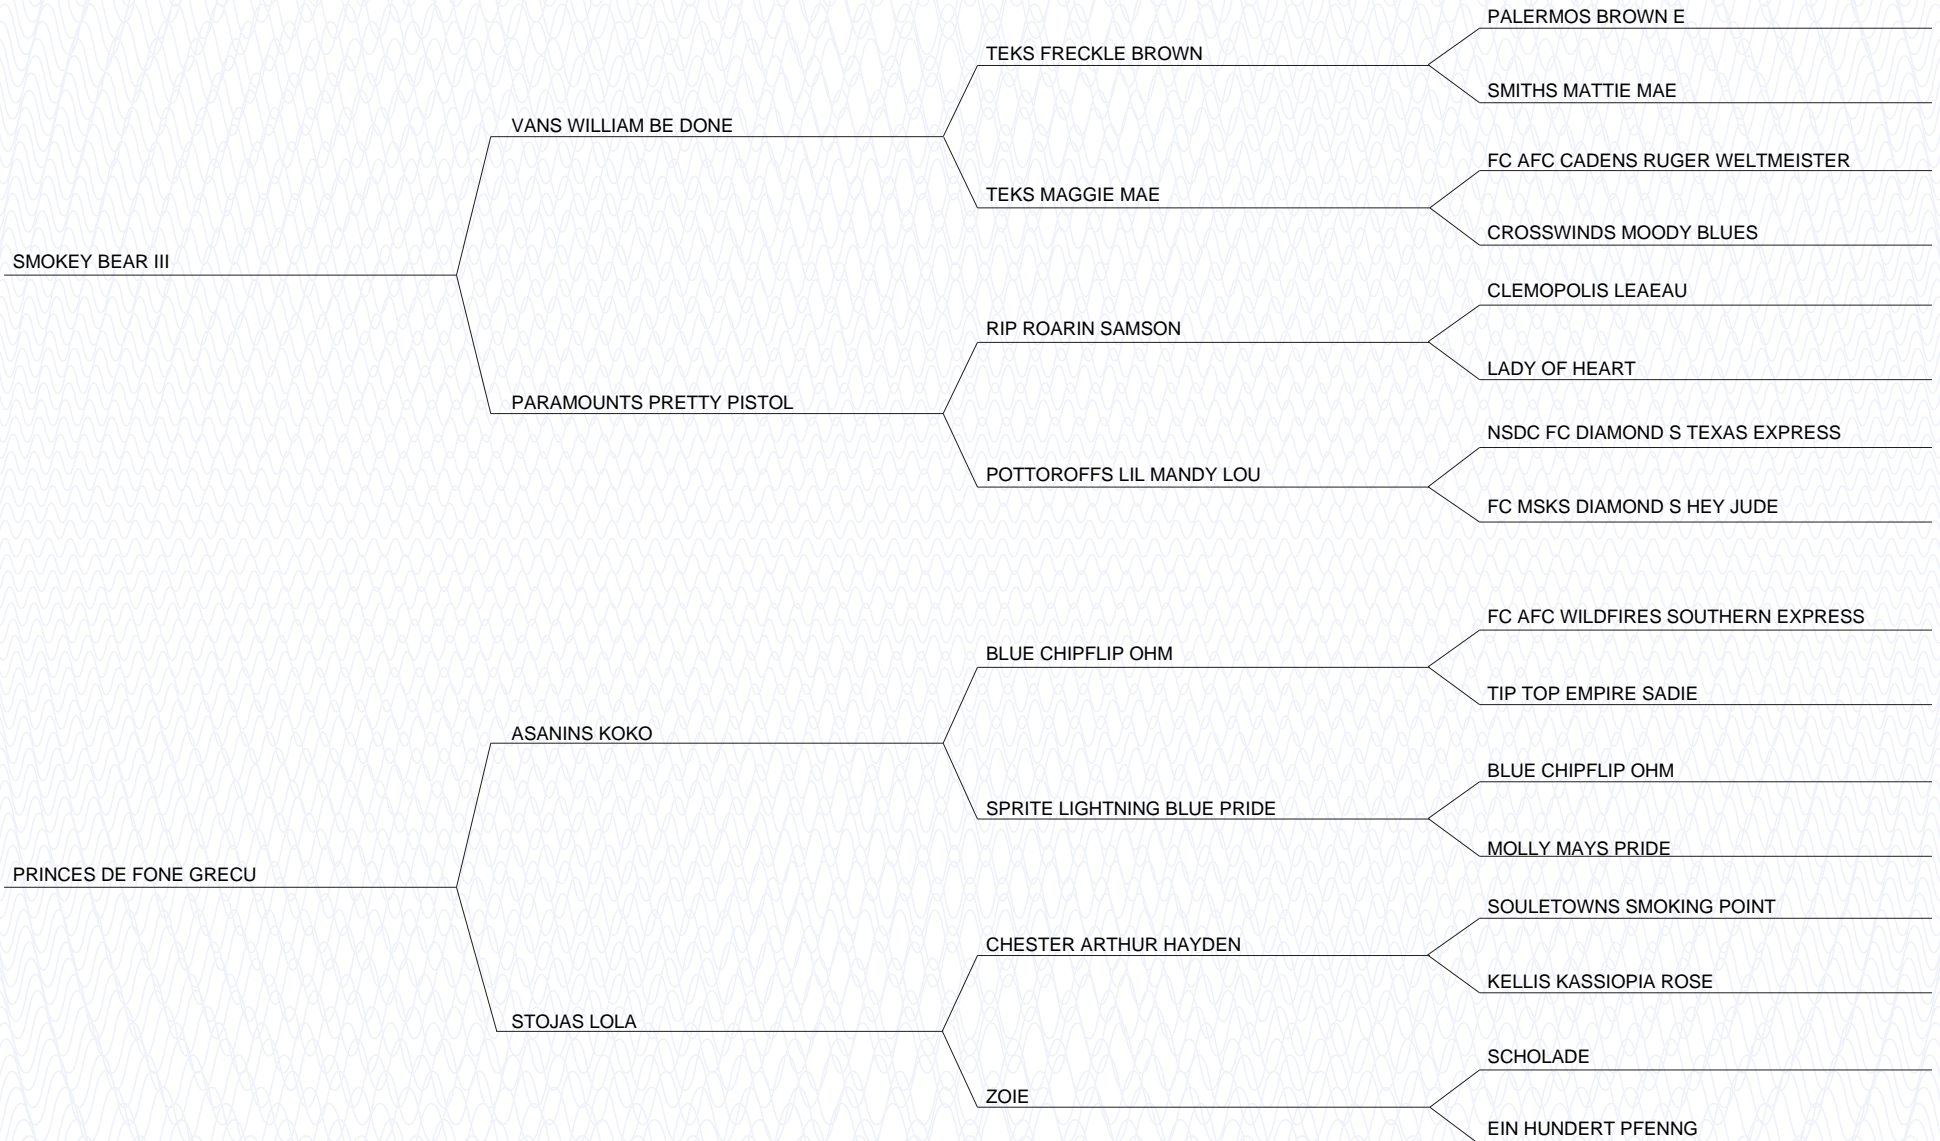 PALERMOS BROWN E
TEKS FRECKLE BROWN
SMITHS MATTIE MAE
VANS WILLIAM BE DONE
FC AFC CADENS RUGER WELTMEISTER
TEKS MAGGIE MAE
CROSSWINDS MOODY BLUES
SMOKEY BEAR III
CLEMOPOLIS LEAEAU
RIP ROARIN SAMSON
LADY OF HEART
PARAMOUNTS PRETTY PISTOL
NSDC FC DIAMOND S TEXAS EXPRESS
POTTOROFFS LIL MANDY LOU
FC MSKS DIAMOND S HEY JUDE
FC AFC WILDFIRES SOUTHERN EXPRESS
BLUE CHIPFLIP OHM
TIP TOP EMPIRE SADIE
ASANINS KOKO
BLUE CHIPFLIP OHM
SPRITE LIGHTNING BLUE PRIDE
MOLLY MAYS PRIDE
PRINCES DE FONE GRECU
SOULETOWNS SMOKING POINT
CHESTER ARTHUR HAYDEN
KELLIS KASSIOPIA ROSE
STOJAS LOLA
SCHOLADE
ZOIE
EIN HUNDERT PFENNG